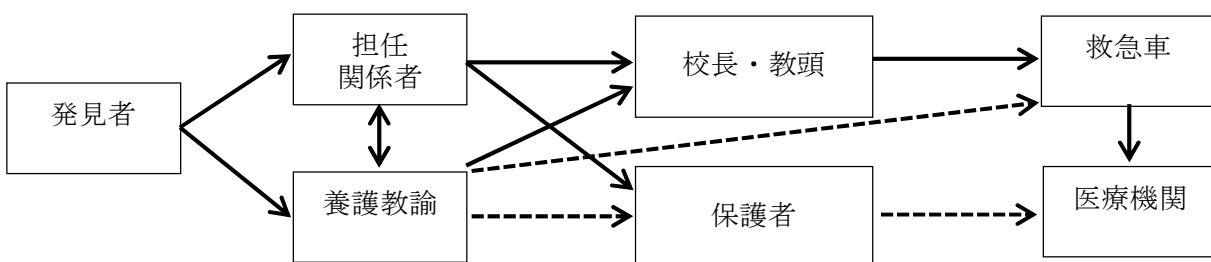 発見者
担任
関係者
養護教諭
校長・教頭
保護者
救急車
医療機関